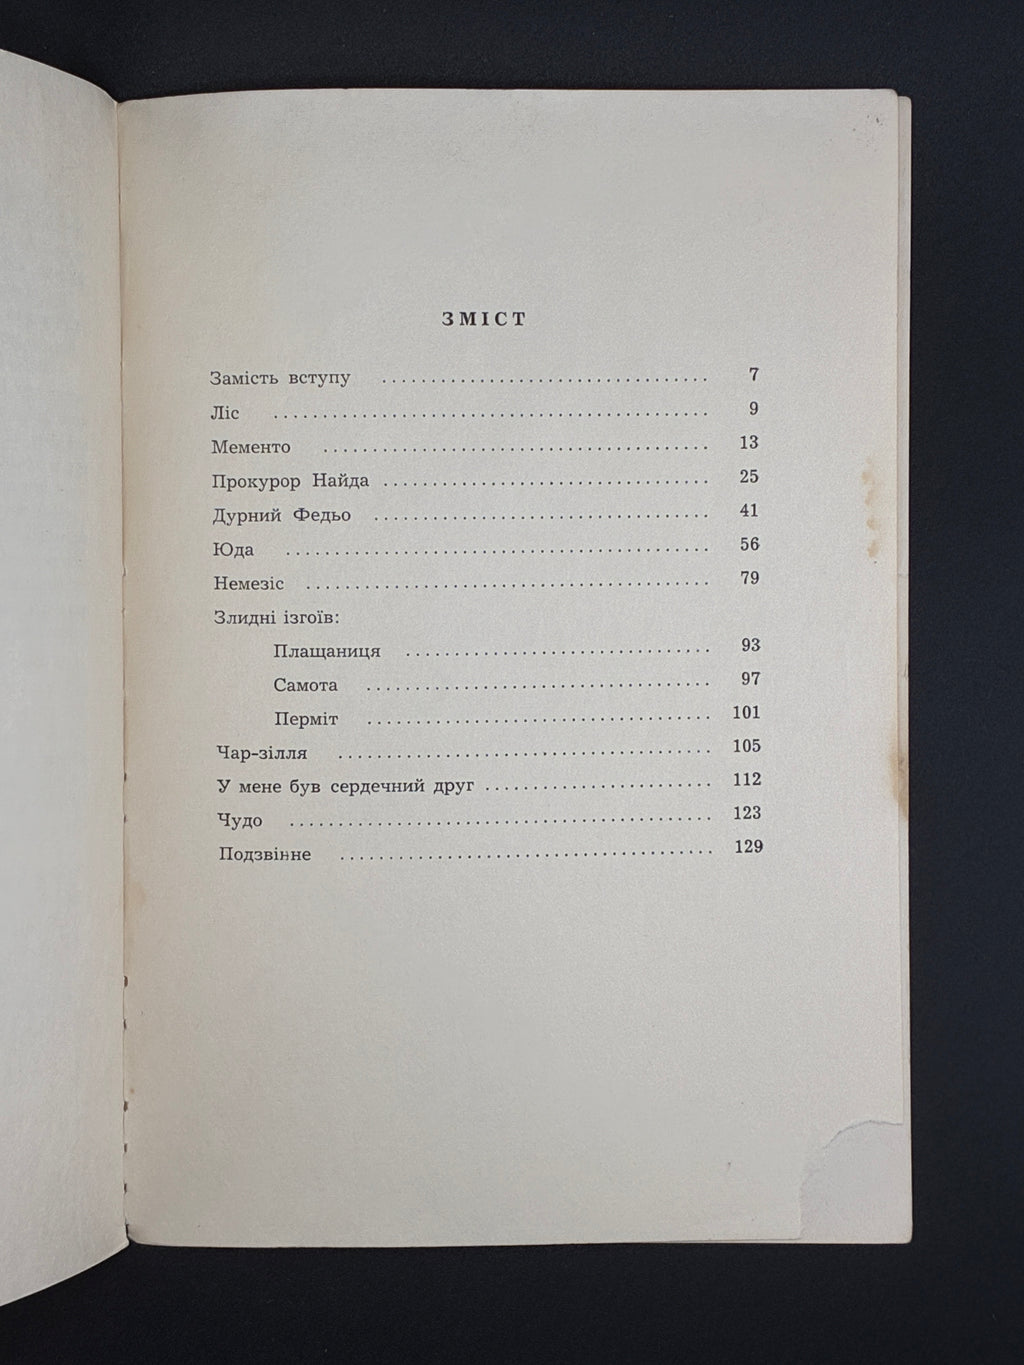 ЗМІСТ
Замість вступу .................................. 7
Ліс ............................................. 9
Мементо ........................................ 13
Прокурор Найда .................................. 25
Дурний Федьо ................................... 41
Юда ............................................ 56
Немезіс ........................................ 79
Злидні ізгоїв:
Плащаниця ................................ 93
Самота .................................... 97
Перміт .................................... 101
Чар-зілля ....................................... 105
У мене був сердечний друг ........................ 112
Чудо ............................................ 123
Подзвінне ....................................... 129